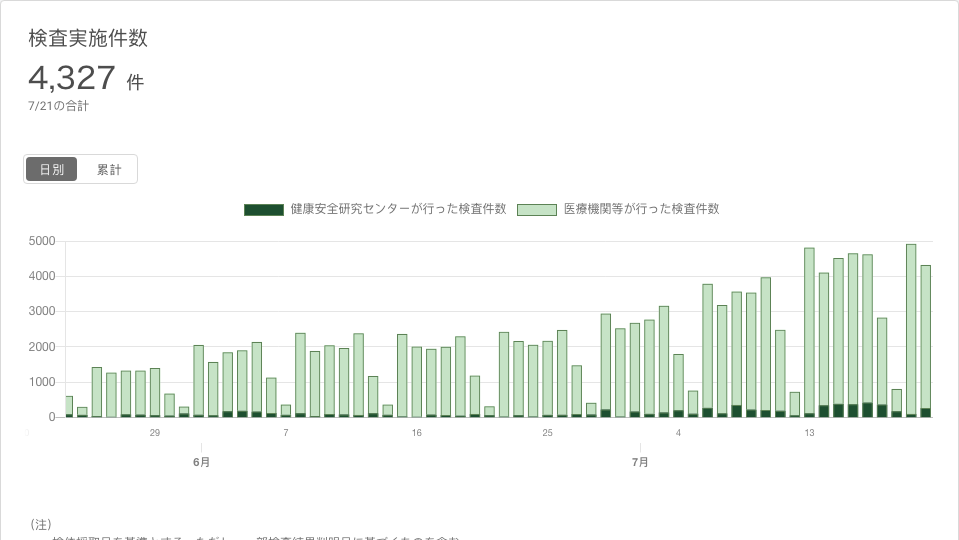 検査実施件数
4,327 件
7/21の合計
日別 累計
健康安全研究センターが行った検査件数 医療機関等が行った検査件数
5000
4000
3000
2000
1000
0
29 7 16 25 4 13
6月 7月
（注）